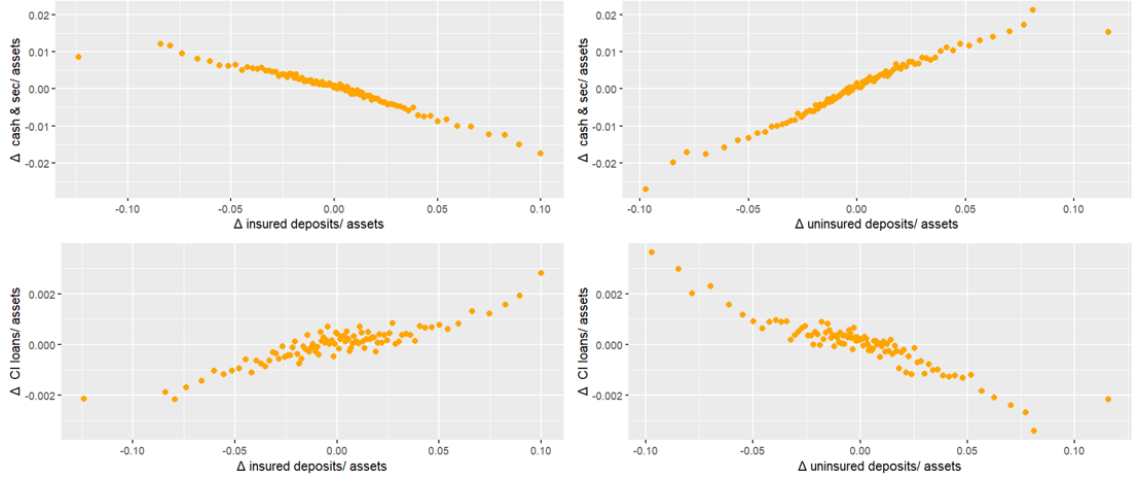 0.02
0.01
0.00
-0.01
-0.02
Δ cash & sec/ assets
-0.10 -0.05 0.00 0.05 0.10
Δ insured deposits/ assets
0.02
0.01
0.00
-0.01
-0.02
Δ cash & sec/ assets
-0.10 -0.05 0.00 0.05 0.10
Δ uninsured deposits/ assets
0.002
0.000
-0.002
Δ CI loans/ assets
-0.10 -0.05 0.00 0.05 0.10
Δ insured deposits/ assets
0.002
0.000
-0.002
Δ CI loans/ assets
-0.10 -0.05 0.00 0.05 0.10
Δ uninsured deposits/ assets